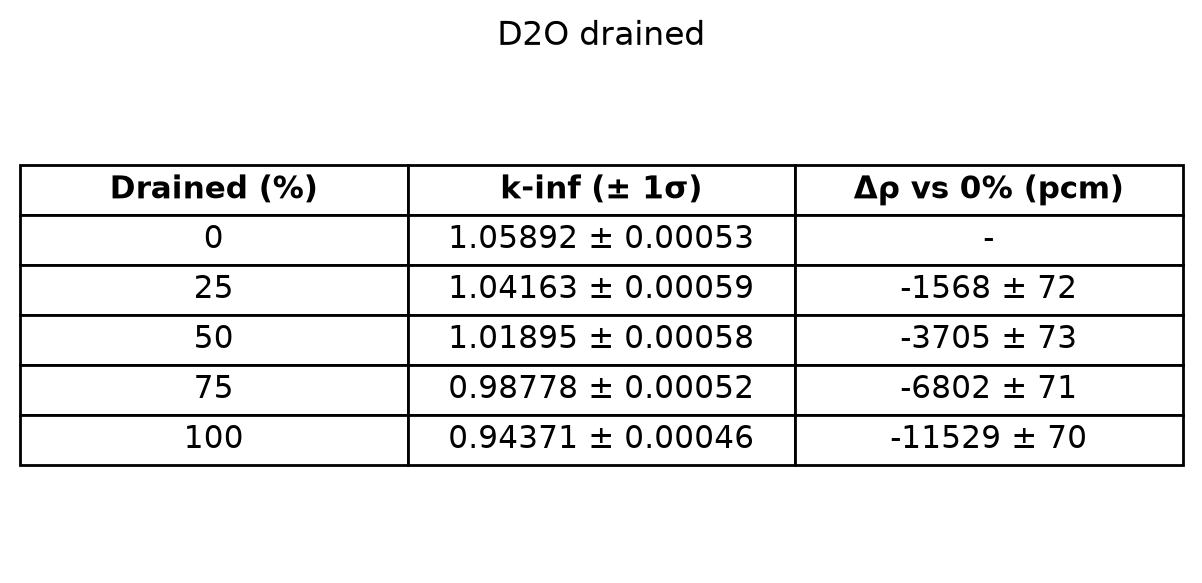 D2O drained
Drained (%) k-inf (± 1σ) Δρ vs 0% (pcm)
0 1.05892 ± 0.00053 -
25 1.04163 ± 0.00059 -1568 ± 72
50 1.01895 ± 0.00058 -3705 ± 73
75 0.98778 ± 0.00052 -6802 ± 71
100 0.94371 ± 0.00046 -11529 ± 70